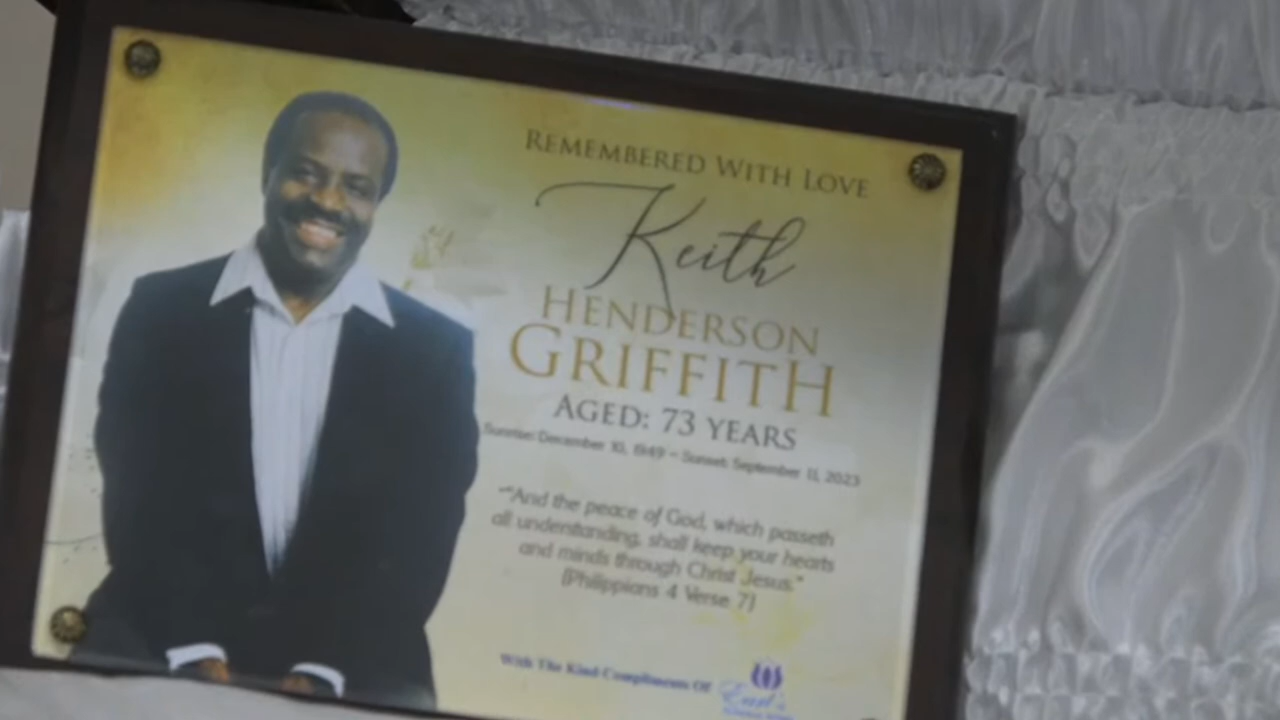 REMEMBERED WITH LOVE
Keith
HENDERSON
GRIFFITH
AGED: 73 YEARS
Sunrise: December 10, 1949 ~ Sunset: September 11, 2023
""And the peace of God, which passeth
all understanding, shall keep your hearts
and minds through Christ Jesus."
(Philippians 4 Verse 7)
With The Kind Compliments Of